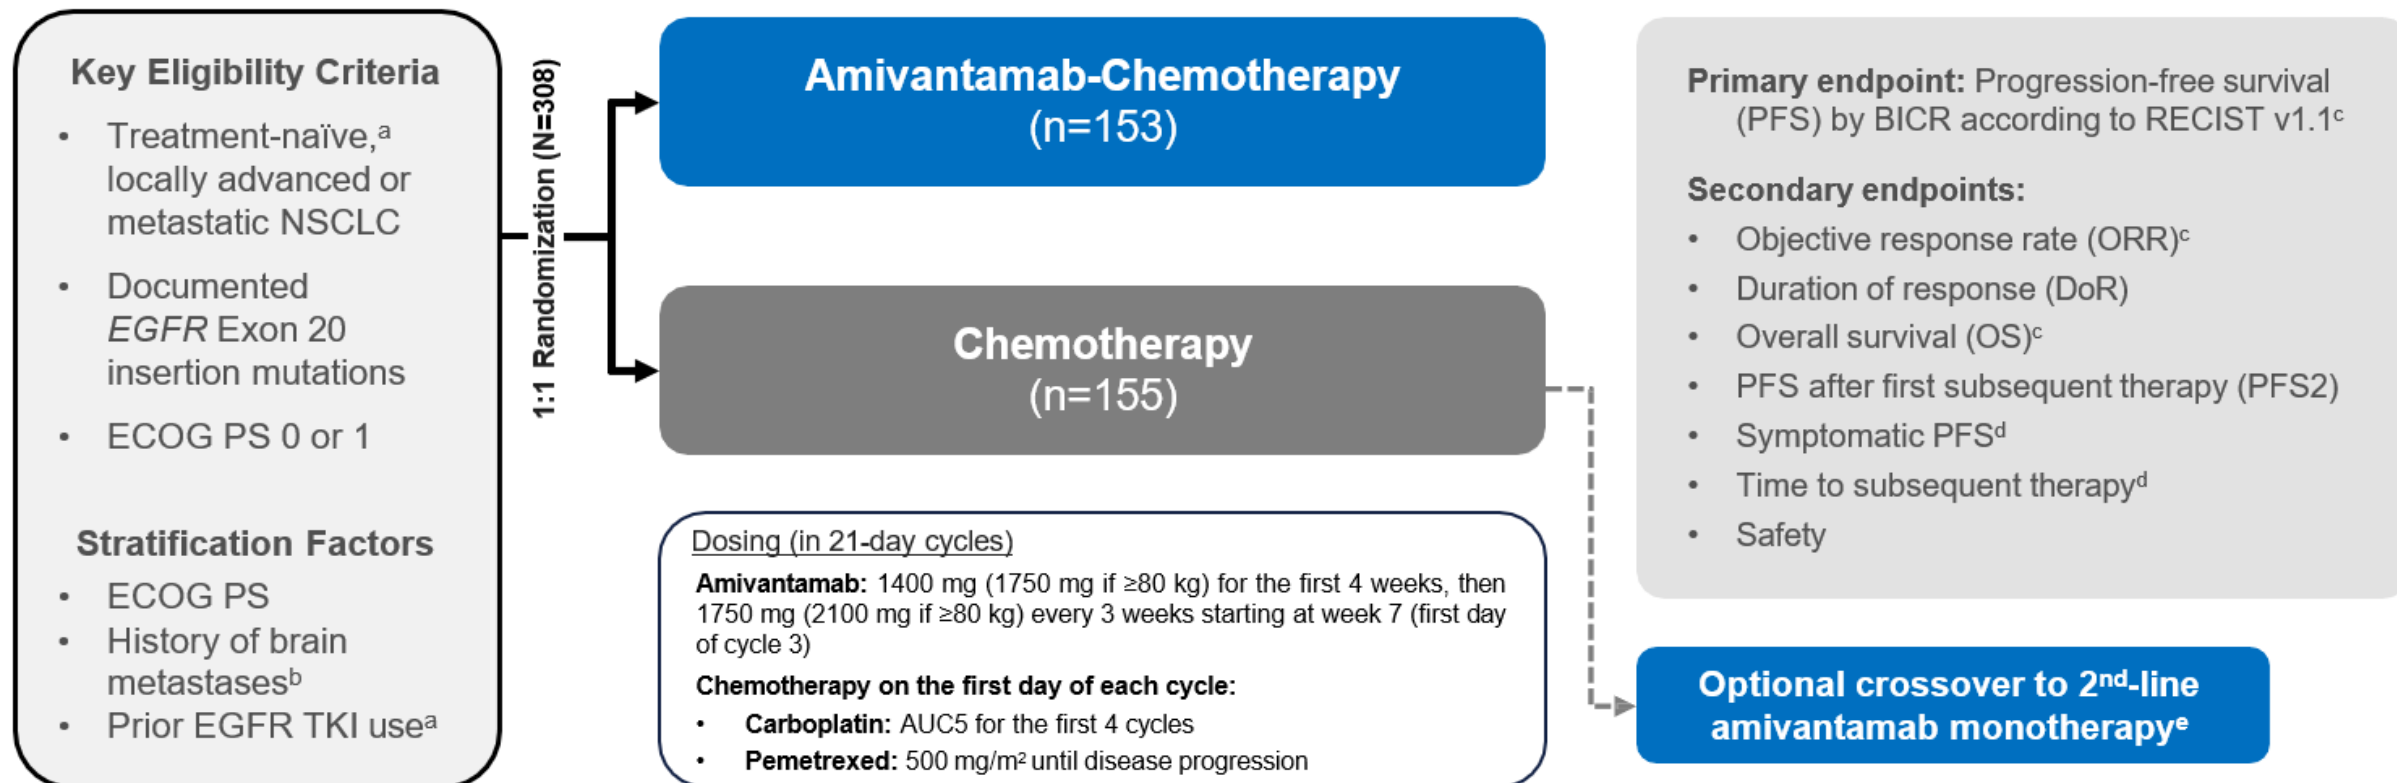 Key Eligibility Criteria
• Treatment-naïve,ᵃ
locally advanced or
metastatic NSCLC
• Documented
EGFR Exon 20
insertion mutations
• ECOG PS 0 or 1
Stratification Factors
• ECOG PS
• History of brain
metastasesᵇ
• Prior EGFR TKI useᵃ
1:1 Randomization (N=308)
Amivantamab-Chemotherapy
(n=153)
Chemotherapy
(n=155)
Dosing (in 21-day cycles)
Amivantamab: 1400 mg (1750 mg if ≥80 kg) for the first 4 weeks, then
1750 mg (2100 mg if ≥80 kg) every 3 weeks starting at week 7 (first day
of cycle 3)
Chemotherapy on the first day of each cycle:
• Carboplatin: AUC5 for the first 4 cycles
• Pemetrexed: 500 mg/m² until disease progression
Primary endpoint: Progression-free survival
(PFS) by BICR according to RECIST v1.1ᶜ
Secondary endpoints:
• Objective response rate (ORR)ᶜ
• Duration of response (DoR)
• Overall survival (OS)ᶜ
• PFS after first subsequent therapy (PFS2)
• Symptomatic PFSᵈ
• Time to subsequent therapyᵈ
• Safety
Optional crossover to 2ⁿᵈ-line
amivantamab monotherapyᵉ